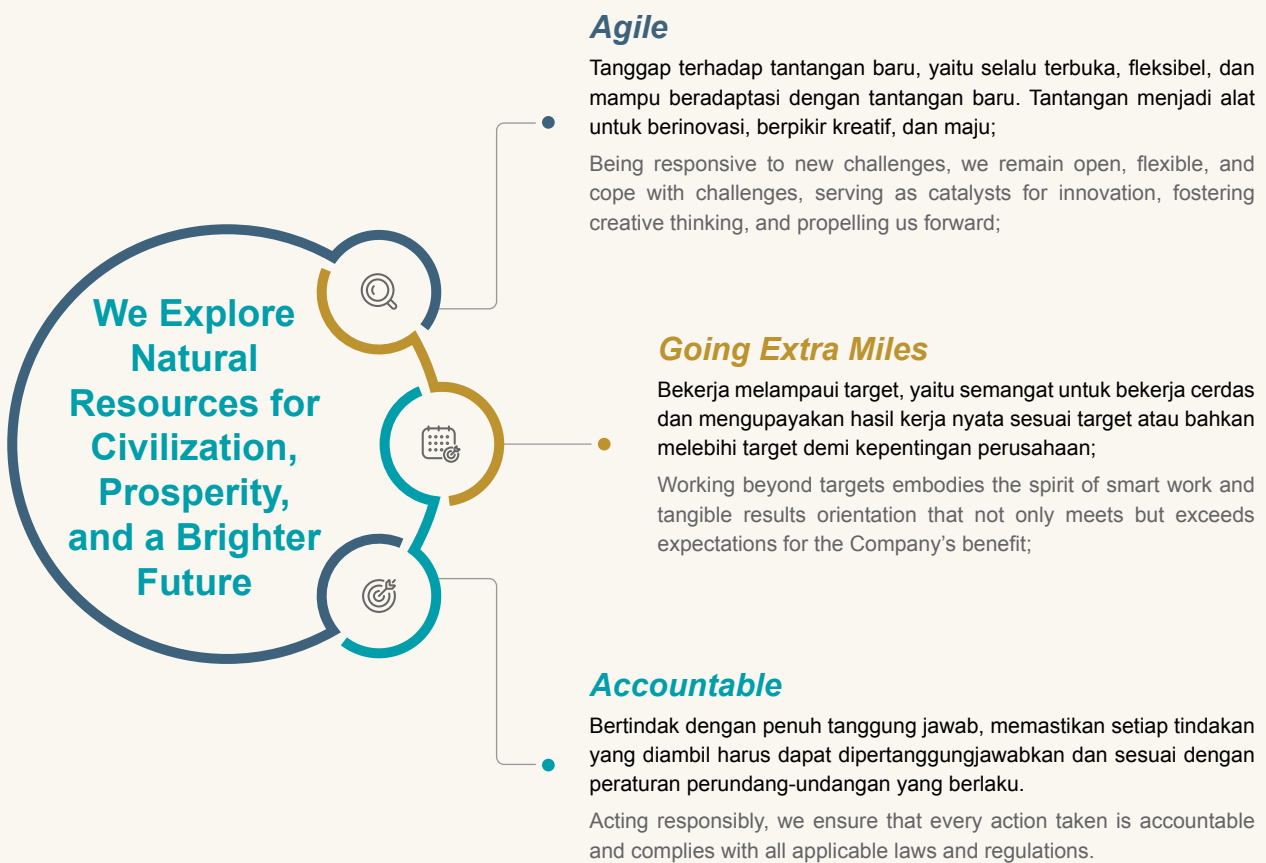 We Explore
Natural
Resources for
Civilization,
Prosperity,
and a Brighter
Future
Agile
Tanggap terhadap tantangan baru, yaitu selalu terbuka, fleksibel, dan
mampu beradaptasi dengan tantangan baru. Tantangan menjadi alat
untuk berinovasi, berpikir kreatif, dan maju;
Being responsive to new challenges, we remain open, flexible, and
cope with challenges, serving as catalysts for innovation, fostering
creative thinking, and propelling us forward;
Going Extra Miles
Bekerja melampaui target, yaitu semangat untuk bekerja cerdas
dan mengupayakan hasil kerja nyata sesuai target atau bahkan
melebihi target demi kepentingan perusahaan;
Working beyond targets embodies the spirit of smart work and
tangible results orientation that not only meets but exceeds
expectations for the Company’s benefit;
Accountable
Bertindak dengan penuh tanggung jawab, memastikan setiap tindakan
yang diambil harus dapat dipertanggungjawabkan dan sesuai dengan
peraturan perundang-undangan yang berlaku.
Acting responsibly, we ensure that every action taken is accountable
and complies with all applicable laws and regulations.